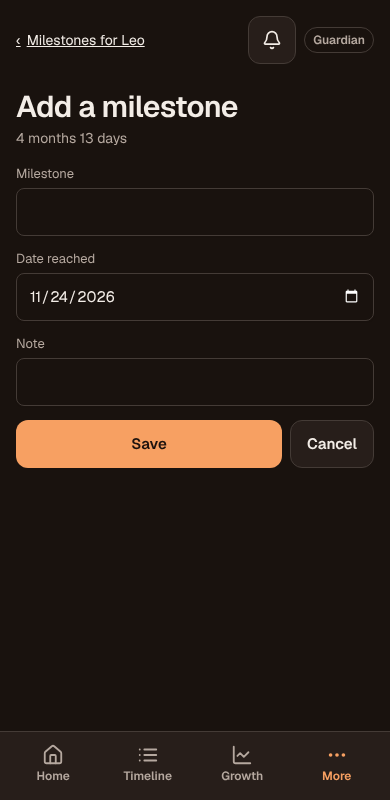 ‹ Milestones for Leo
Guardian
Add a milestone
4 months 13 days
Milestone
Date reached
11/24/2026
Note
Save
Cancel
Home
Timeline
Growth
More